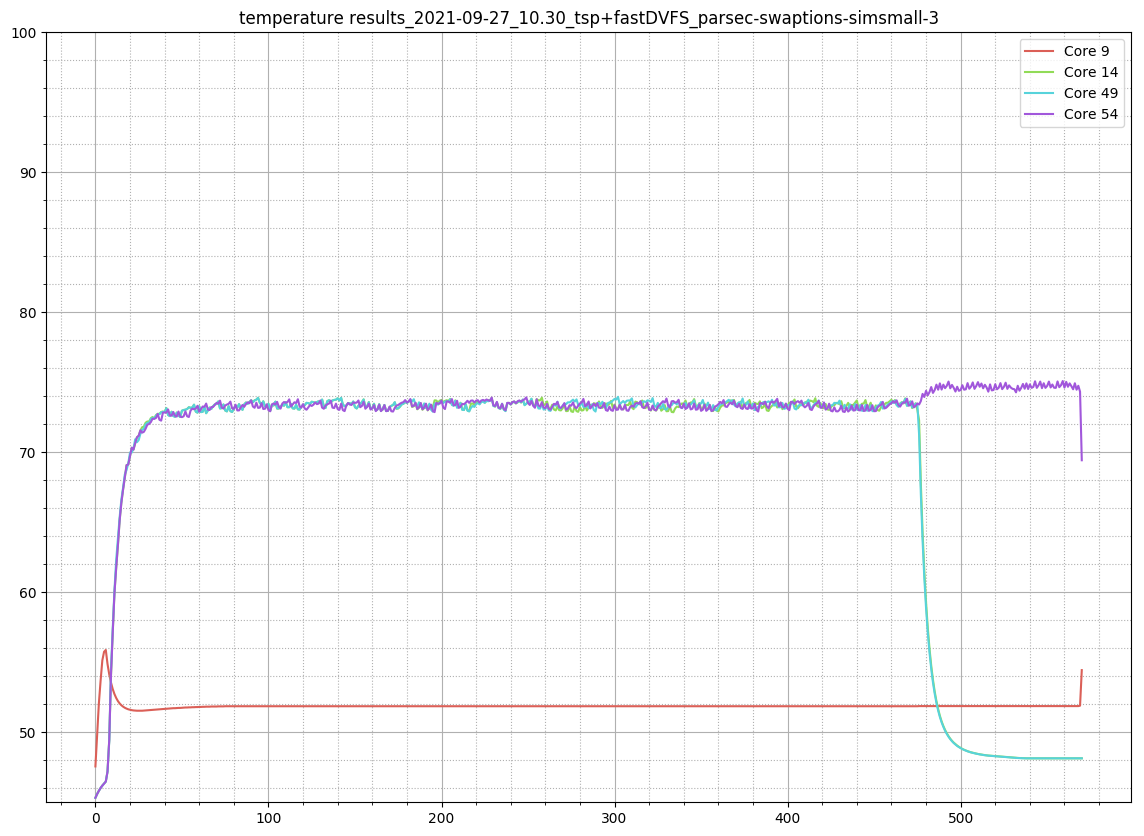 temperature results_2021-09-27_10.30_tsp+fastDVFS_parsec-swaptions-simsmall-3
100
90
80
70
60
50
0 100 200 300 400 500
Core 9
Core 14
Core 49
Core 54